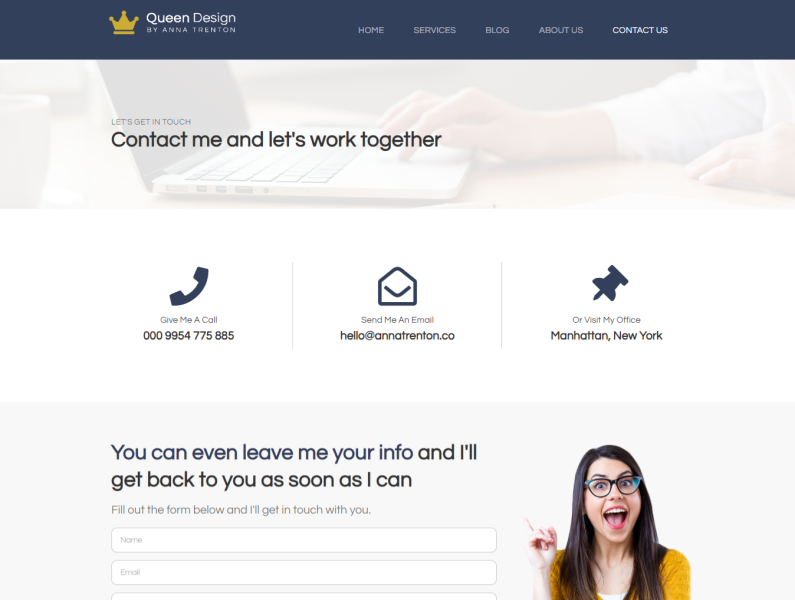 Queen Design
BY ANNA TRENTON
HOME
SERVICES
BLOG
ABOUT US
CONTACT US
LET'S GET IN TOUCH
Contact me and let's work together
Give Me A Call
000 9954 775 885
Send Me An Email
hello@annatrenton.co
Or Visit My Office
Manhattan, New York
You can even leave me your info and I'll
get back to you as soon as I can
Fill out the form below and I'll get in touch with you.
Name
Email